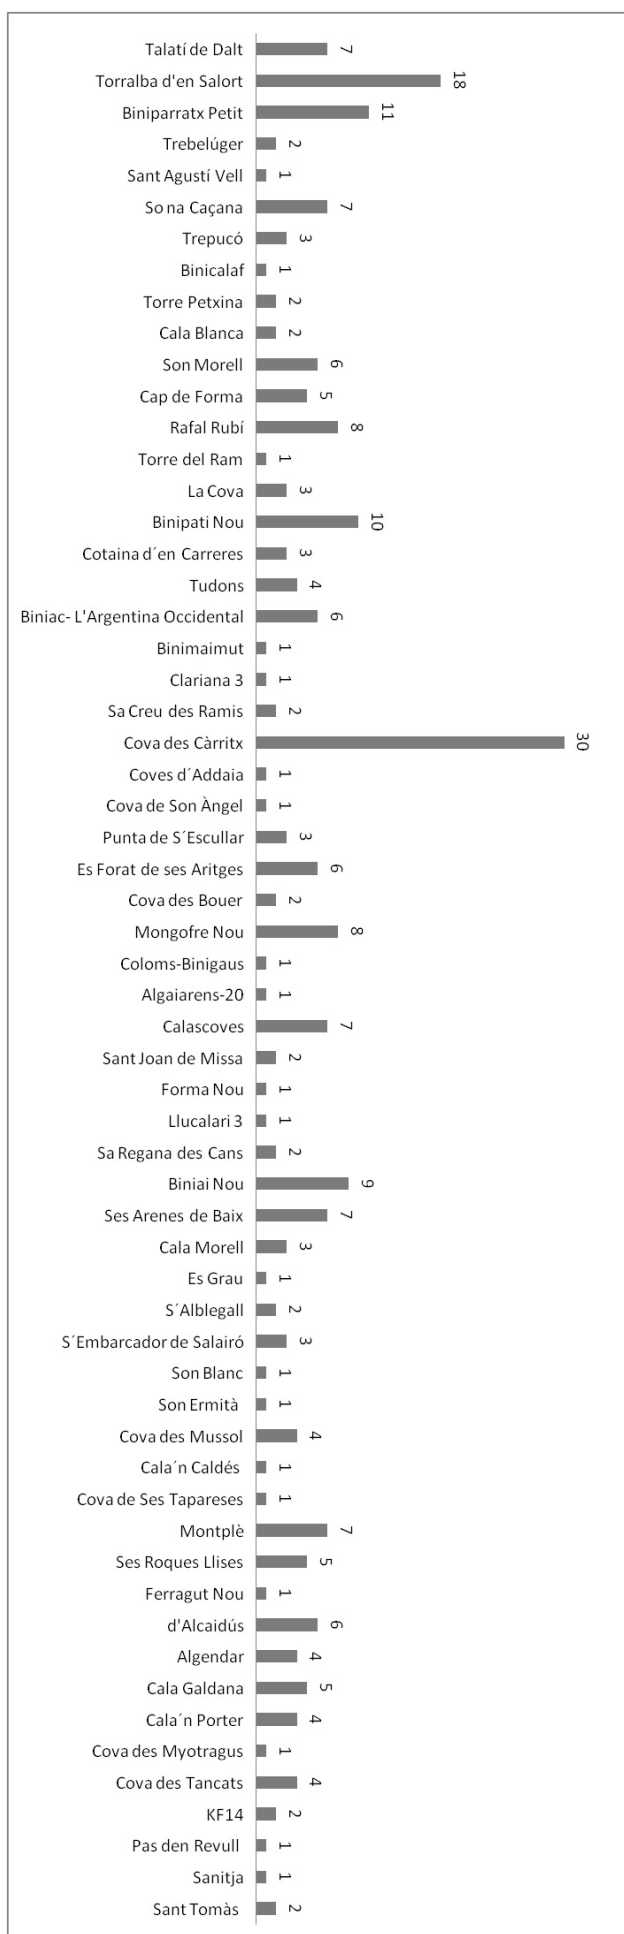 Talatí de Dalt 7
Torralba d'en Salort 18
Biniparratx Petit 11
Trebelúger 2
Sant Agustí Vell 1
So na Caçana 7
Trepucó 3
Binicalaf 1
Torre Petxina 2
Cala Blanca 2
Son Morell 6
Cap de Forma 5
Rafal Rubí 8
Torre del Ram 1
La Cova 3
Binipati Nou 10
Cotaina d´en Carreres 3
Tudons 4
Biniac- L'Argentina Occidental 6
Binimaimut 1
Clariana 3 1
Sa Creu des Ramis 2
Cova des Càrritx 30
Coves d´Addaia 1
Cova de Son Àngel 1
Punta de S´Escullar 3
Es Forat de ses Aritges 6
Cova des Bouer 2
Mongofre Nou 8
Coloms-Binigaus 1
Algaiarens-20 1
Calascoves 7
Sant Joan de Missa 2
Forma Nou 1
Llucalari 3 1
Sa Regana des Cans 2
Biniai Nou 9
Ses Arenes de Baix 7
Cala Morell 3
Es Grau 1
S´Alblegall 2
S´Embarcador de Salairó 3
Son Blanc 1
Son Ermità 1
Cova des Mussol 4
Cala´n Caldés 1
Cova de Ses Tapareses 1
Montplè 7
Ses Roques Llises 5
Ferragut Nou 1
d'Alcaidús 6
Algendar 4
Cala Galdana 5
Cala´n Porter 4
Cova des Myotragus 1
Cova des Tancats 4
KF14 2
Pas den Revull 1
Sanitja 1
Sant Tomàs 2